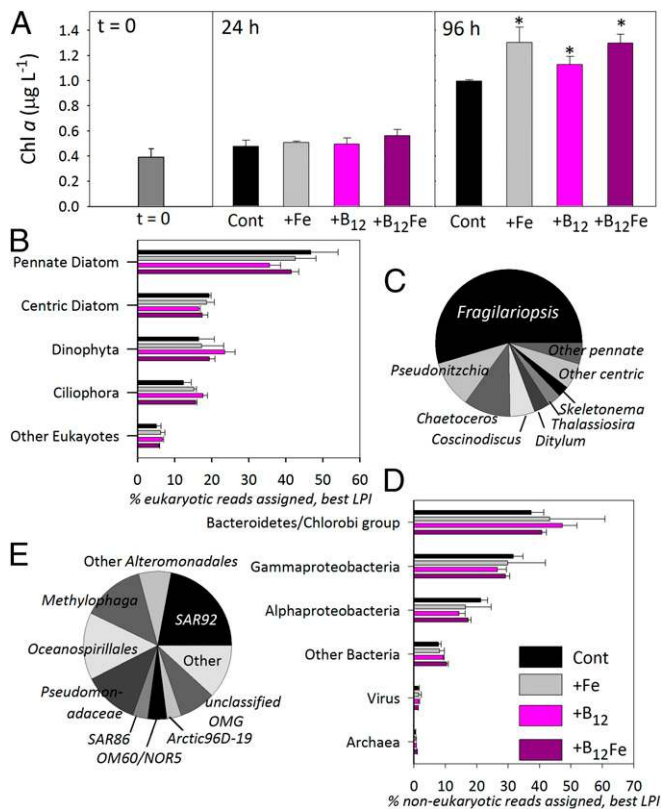 A
t = 0
24 h
96 h
Chl a (µg L-1)
1.4
1.2
1.0
0.8
0.6
0.4
0.2
0.0
*
*
*
t = 0
Cont
+Fe
+B12
+B12Fe
Cont
+Fe
+B12
+B12Fe
B
Pennate Diatom
Centric Diatom
Dinophyta
Ciliophora
Other Eukayotes
0 10 20 30 40 50 60
% eukaryotic reads assigned, best LPI
C
Fragilariopsis
Other pennate
Other centric
Skeletonema
Thalassiosira
Ditylum
Coscinodiscus
Chaetoceros
Pseudonitzchia
D
Bacteroidetes/Chlorobi group
Gammaproteobacteria
Alphaproteobacteria
Other Bacteria
Virus
Archaea
Cont
+Fe
+B12
+B12Fe
0 10 20 30 40 50 60 70
% non-eukaryotic reads assigned, best LPI
E
Other Alteromonadales
SAR92
Methylophaga
Oceanospirillales
Other
Pseudomon-
adaceae
unclassified
OMG
SAR86
Arctic96D-19
OM60/NOR5